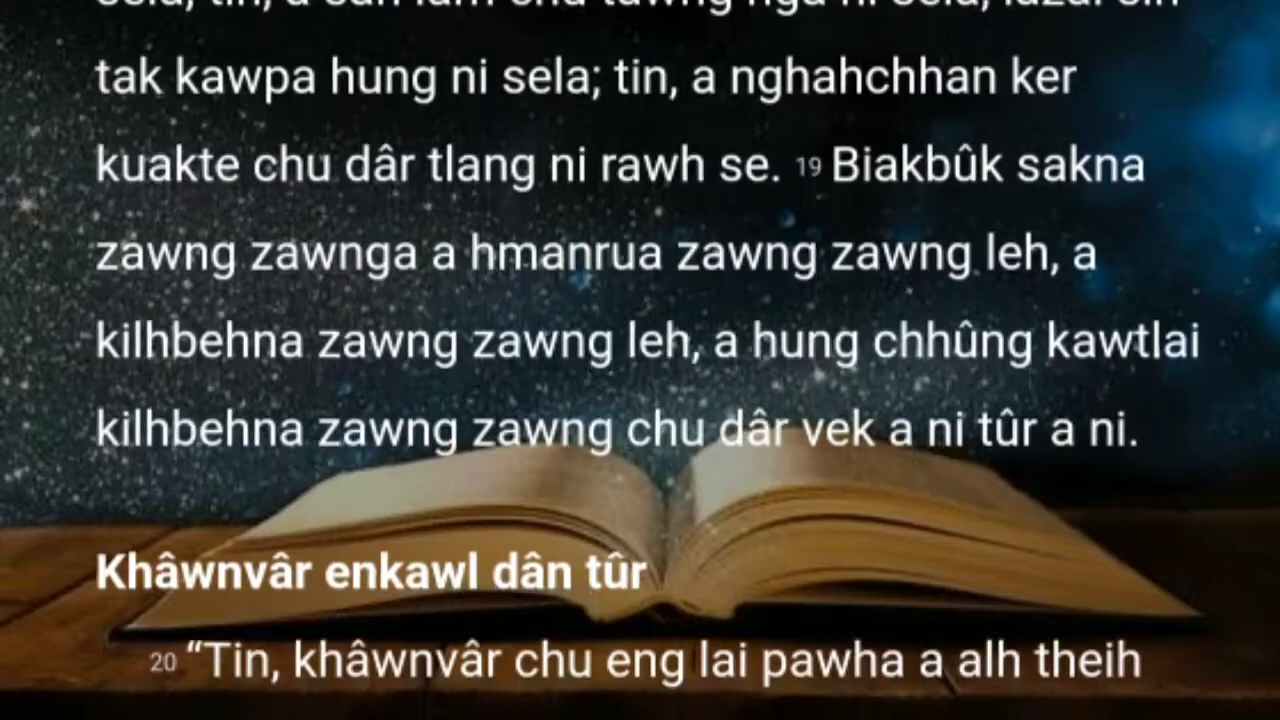 tak kawpa hung ni sela; tin, a nghahchhan ker
kuakte chu dâr tlang ni rawh se. 19 Biakbûk sakna
zawng zawnga a hmanrua zawng zawng leh, a
kilhbehna zawng zawng leh, a hung chhûng kawtlai
kilhbehna zawng zawng chu dâr vek a ni tûr a ni.
Khâwnvâr enkawl dân tûr
20 “Tin, khâwnvâr chu eng lai pawha a alh theih